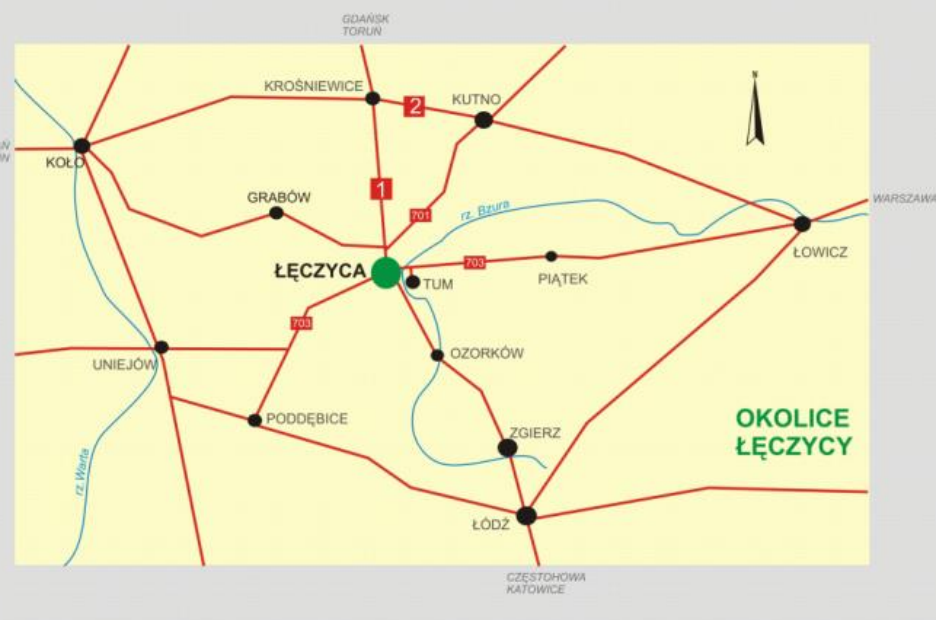 GDAŃSK
TORUŃ
KROŚNIEWICE
2
KUTNO
N
KOŁO
GRABÓW
1
701
rz. Bzura
WARSZAWA
ŁOWICZ
ŁĘCZYCA
703
TUM
PIĄTEK
703
UNIEJÓW
OZORKÓW
PODDĘBICE
OKOLICE
ŁĘCZYCY
ZGIERZ
rz. Warta
ŁÓDŹ
CZĘSTOHOWA
KATOWICE